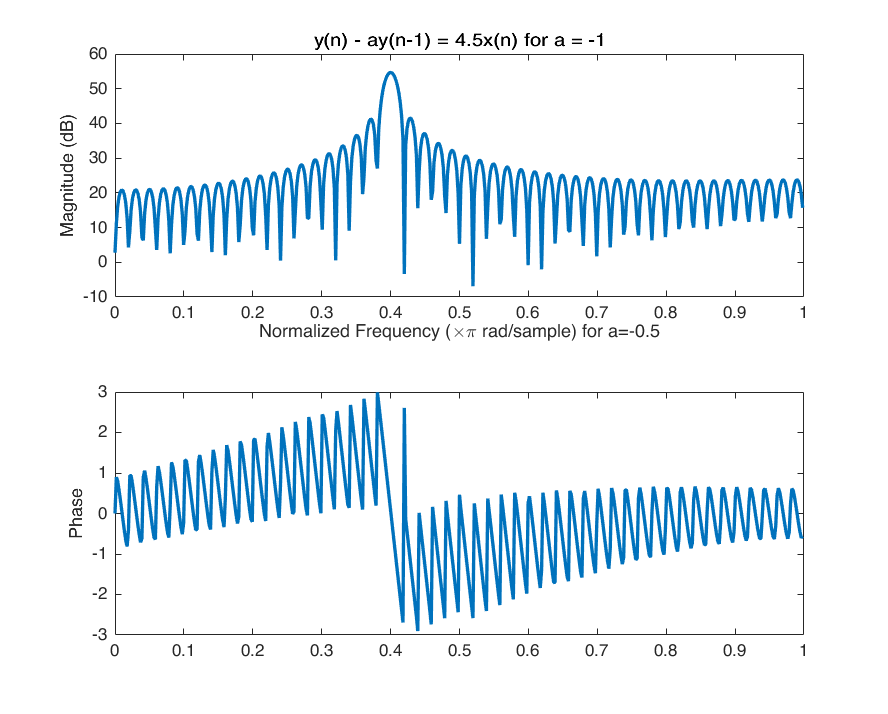 y(n) - ay(n-1) = 4.5x(n) for a = -1
60
50
40
30
20
10
0
-10
Magnitude (dB)
0 0.1 0.2 0.3 0.4 0.5 0.6 0.7 0.8 0.9 1
Normalized Frequency (×π rad/sample) for a=-0.5
3
2
1
0
-1
-2
-3
Phase
0 0.1 0.2 0.3 0.4 0.5 0.6 0.7 0.8 0.9 1